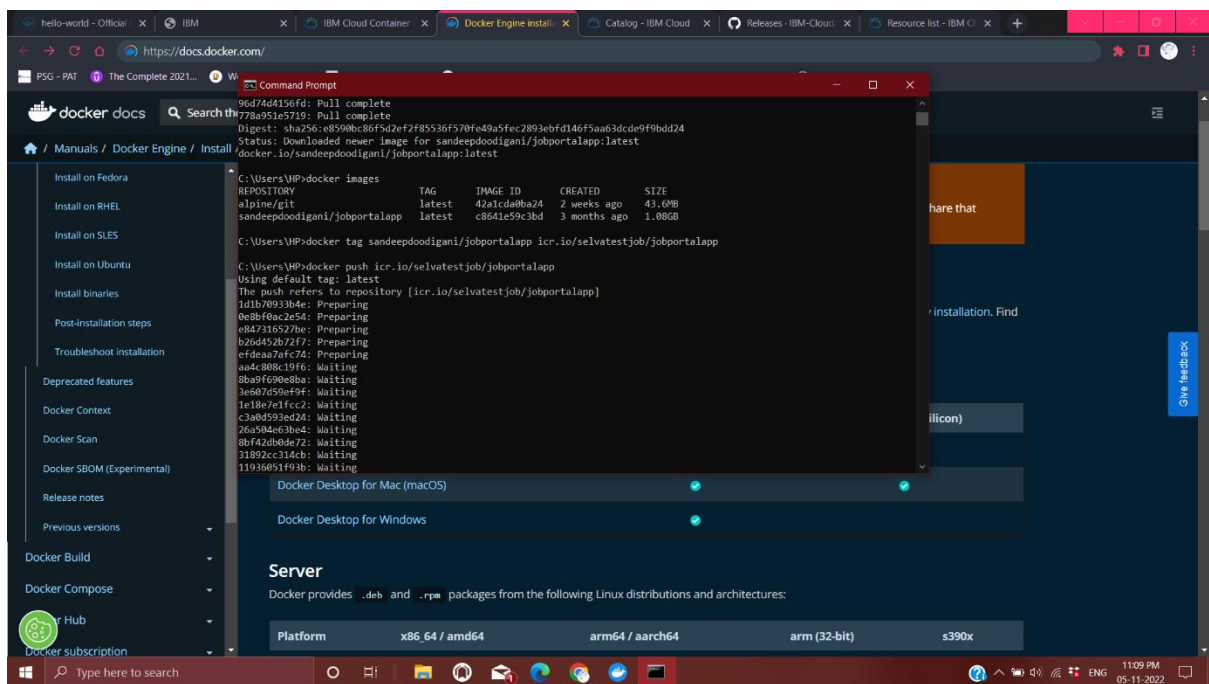 hello-world - Official
IBM
IBM Cloud Container
Docker Engine install
Catalog - IBM Cloud
Releases · IBM-Cloud
Resource list - IBM C
https://docs.docker.com/
PSG - PAT
The Complete 2021...
docker docs
Search the
/ Manuals / Docker Engine / Install /
Install on Fedora
Install on RHEL
Install on SLES
Install on Ubuntu
Install binaries
Post-installation steps
Troubleshoot installation
Deprecated features
Docker Context
Docker Scan
Docker SBOM (Experimental)
Release notes
Previous versions
Docker Build
Docker Compose
Hub
Docker subscription
Command Prompt
96d74d4156fd: Pull complete
778a951e5719: Pull complete
Digest: sha256:e8590bc86f5d2ef2f85536f570fe49a5fec2893ebfd146f5aa63dcde9f9bdd24
Status: Downloaded newer image for sandeepdoodigani/jobportalapp:latest
docker.io/sandeepdoodigani/jobportalapp:latest
C:\Users\HP>docker images
REPOSITORY TAG IMAGE ID CREATED SIZE
alpine/git latest 42a1cda0ba24 2 weeks ago 43.6MB
sandeepdoodigani/jobportalapp latest c8641e59c3bd 3 months ago 1.08GB
C:\Users\HP>docker tag sandeepdoodigani/jobportalapp icr.io/selvatestjob/jobportalapp
C:\Users\HP>docker push icr.io/selvatestjob/jobportalapp
Using default tag: latest
The push refers to repository [icr.io/selvatestjob/jobportalapp]
1d1b70933b4e: Preparing
0e8bf0ac2e54: Preparing
e847316527be: Preparing
b26d452b72f7: Preparing
efdeaa7afc74: Preparing
aa4c808c19f6: Waiting
8ba9f690e8ba: Waiting
3e607d59ef9f: Waiting
1e18e7e1fcc2: Waiting
c3a0d593ed24: Waiting
26a504e63be4: Waiting
8bf42db0de72: Waiting
31892cc314cb: Waiting
11936051f93b: Waiting
hare that
installation. Find
ilicon)
Give feedback
Docker Desktop for Mac (macOS)
Docker Desktop for Windows
Server
Docker provides .deb and .rpm packages from the following Linux distributions and architectures:
Platform x86_64 / amd64 arm64 / aarch64 arm (32-bit) s390x
Type here to search
ENG
11:09 PM
05-11-2022